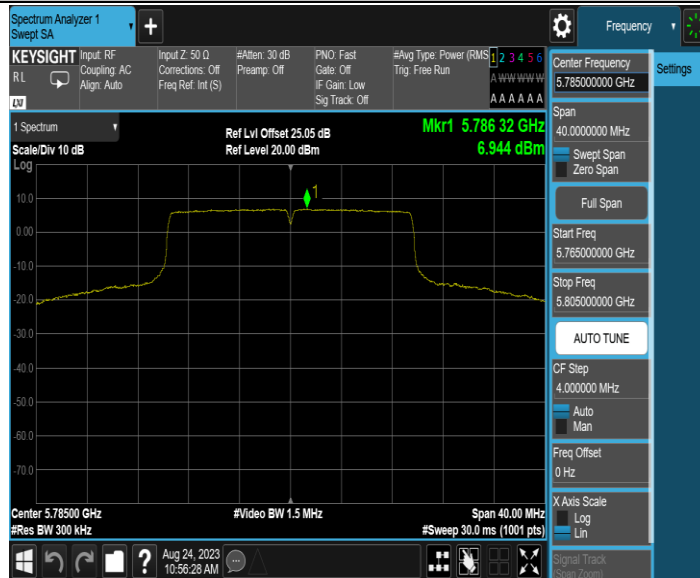 Spectrum Analyzer 1
Swept SA
+
Frequency
KEYSIGHT
RL
LXI
Input: RF
Coupling: AC
Align: Auto
Input Z: 50 Ω
Corrections: Off
Freq Ref: Int (S)
#Atten: 30 dB
Preamp: Off
PNO: Fast
Gate: Off
IF Gain: Low
Sig Track: Off
#Avg Type: Power (RMS
Trig: Free Run
1 2 3 4 5 6
A WW WW W
A A A A A A
1 Spectrum
Scale/Div 10 dB
Log
Ref Lvl Offset 25.05 dB
Ref Level 20.00 dBm
Mkr1 5.786 32 GHz
6.944 dBm
1
10.0
0.00
-10.0
-20.0
-30.0
-40.0
-50.0
-60.0
-70.0
Center 5.78500 GHz
#Res BW 300 kHz
#Video BW 1.5 MHz
Span 40.00 MHz
#Sweep 30.0 ms (1001 pts)
?
Aug 24, 2023
10:56:28 AM
Center Frequency
5.785000000 GHz
Span
40.0000000 MHz
Swept Span
Zero Span
Full Span
Start Freq
5.765000000 GHz
Stop Freq
5.805000000 GHz
AUTO TUNE
CF Step
4.000000 MHz
Auto
Man
Freq Offset
0 Hz
X Axis Scale
Log
Lin
Signal Track
(Span Zoom)
Settings